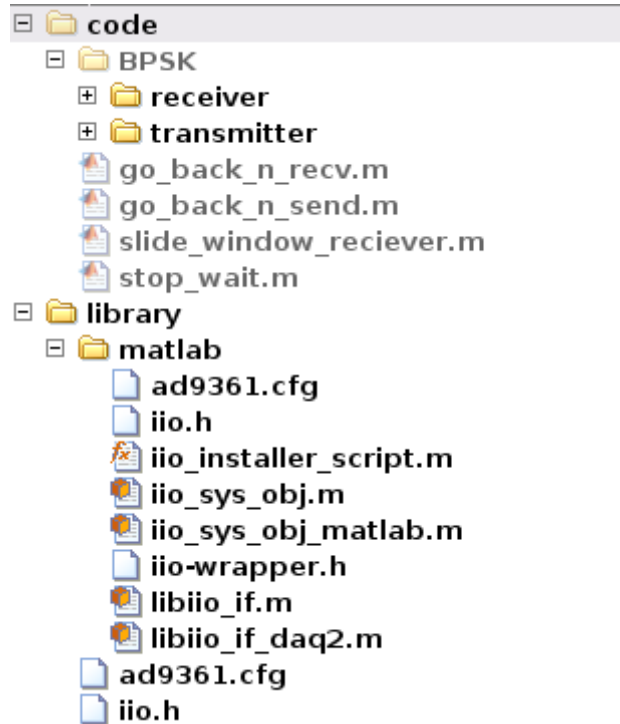 code
BPSK
receiver
transmitter
go_back_n_recv.m
go_back_n_send.m
slide_window_reciever.m
stop_wait.m
library
matlab
ad9361.cfg
iio.h
iio_installer_script.m
iio_sys_obj.m
iio_sys_obj_matlab.m
iio-wrapper.h
libiio_if.m
libiio_if_daq2.m
ad9361.cfg
iio.h